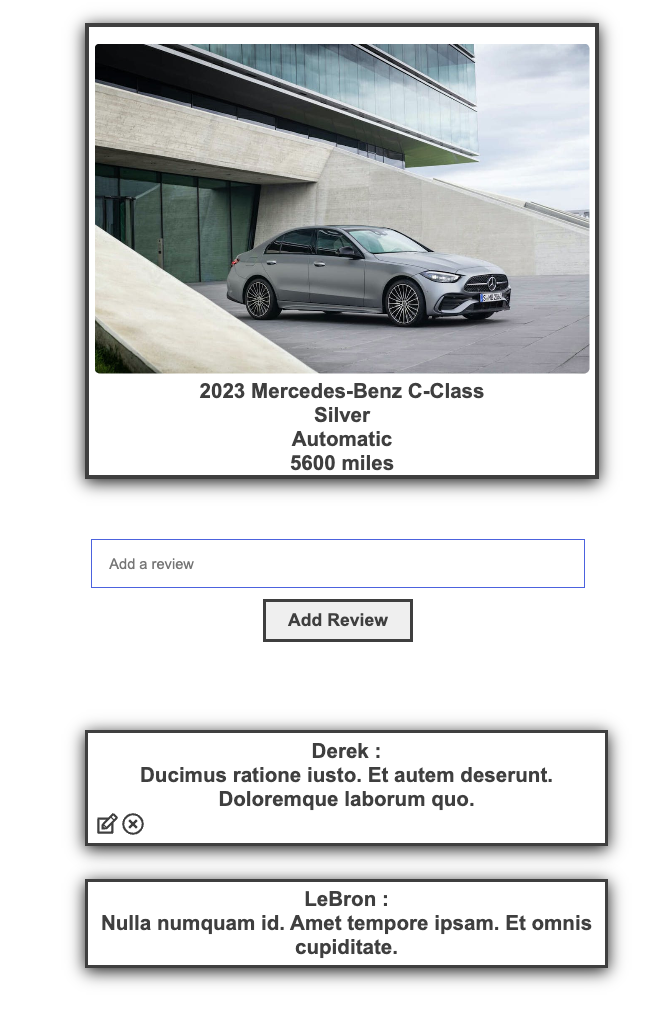 2023 Mercedes-Benz C-Class
Silver
Automatic
5600 miles
Add a review
Add Review
Derek :
Ducimus ratione iusto. Et autem deserunt.
Doloremque laborum quo.
LeBron :
Nulla numquam id. Amet tempore ipsam. Et omnis
cupiditate.